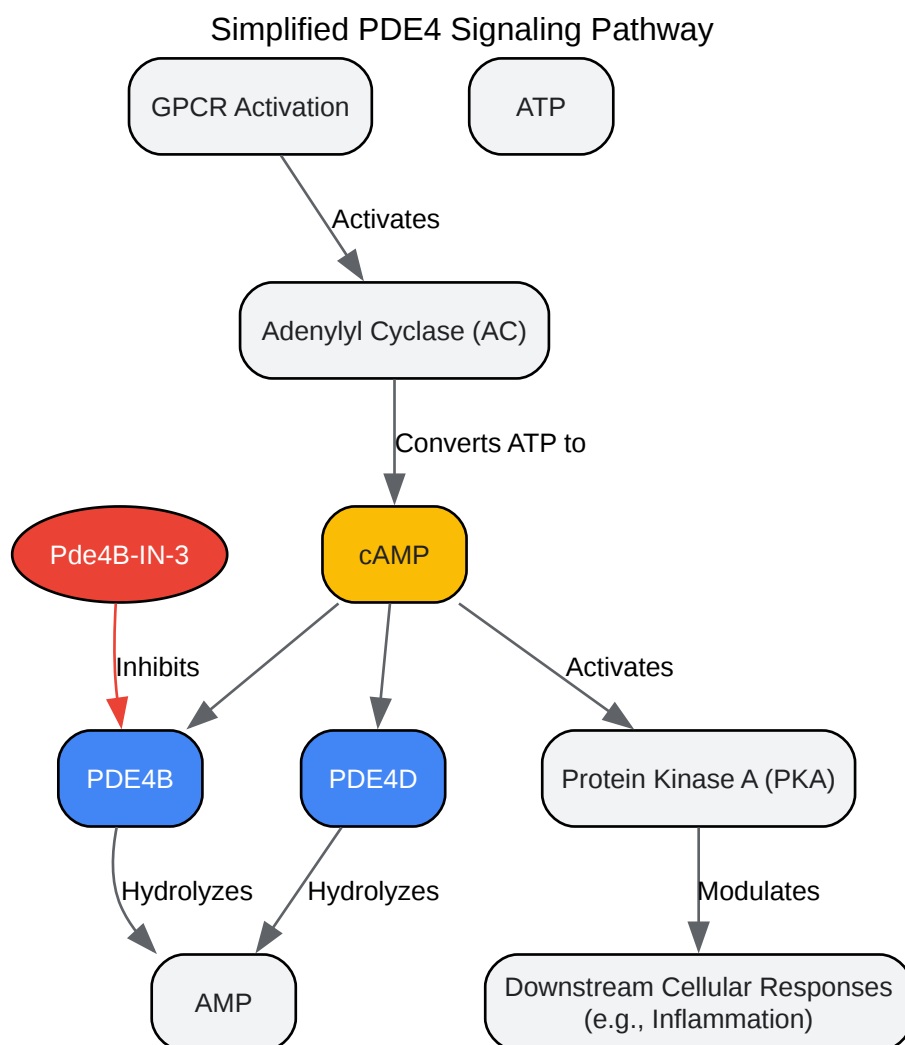 Simplified PDE4 Signaling Pathway
GPCR Activation
ATP
Activates
Adenylyl Cyclase (AC)
Converts ATP to
Pde4B-IN-3
cAMP
Inhibits
Activates
PDE4B
PDE4D
Protein Kinase A (PKA)
Hydrolyzes
Hydrolyzes
Modulates
AMP
Downstream Cellular Responses
(e.g., Inflammation)